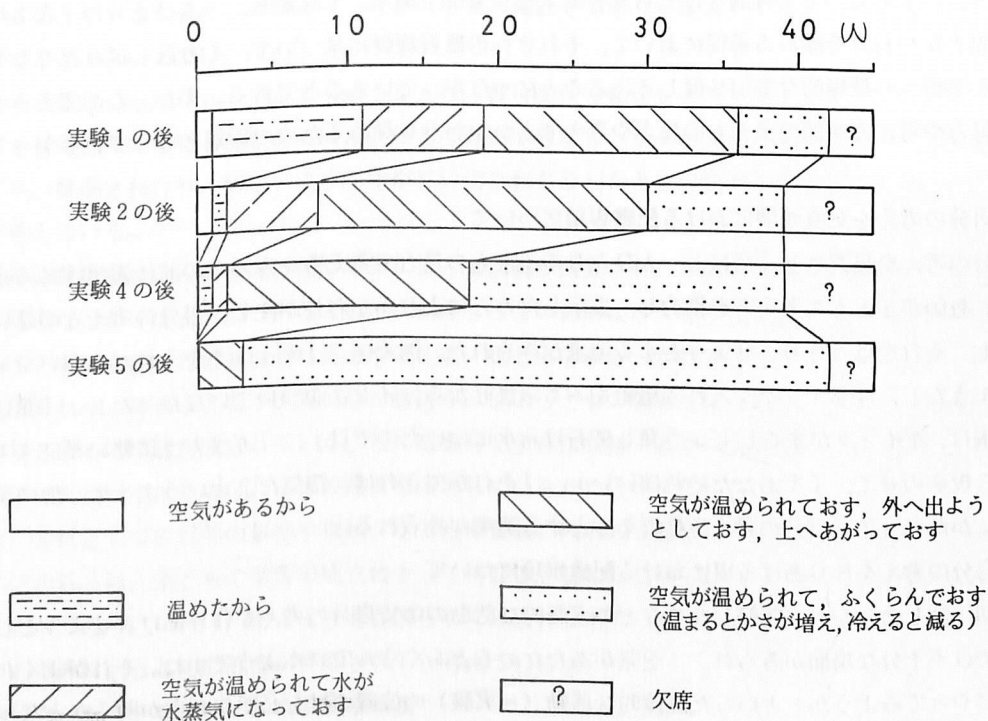 0 10 20 30 40 (人)
実験1の後 ?
実験2の後 ?
実験4の後 ?
実験5の後 ?
空気があるから
温めたから
空気が温められて水が
水蒸気になっておす
空気が温められておす，外へ出よう
としておす，上へあがっておす
空気が温められて，ふくらんでおす
(温まるとかさが増え，冷えると減る)
? 欠席